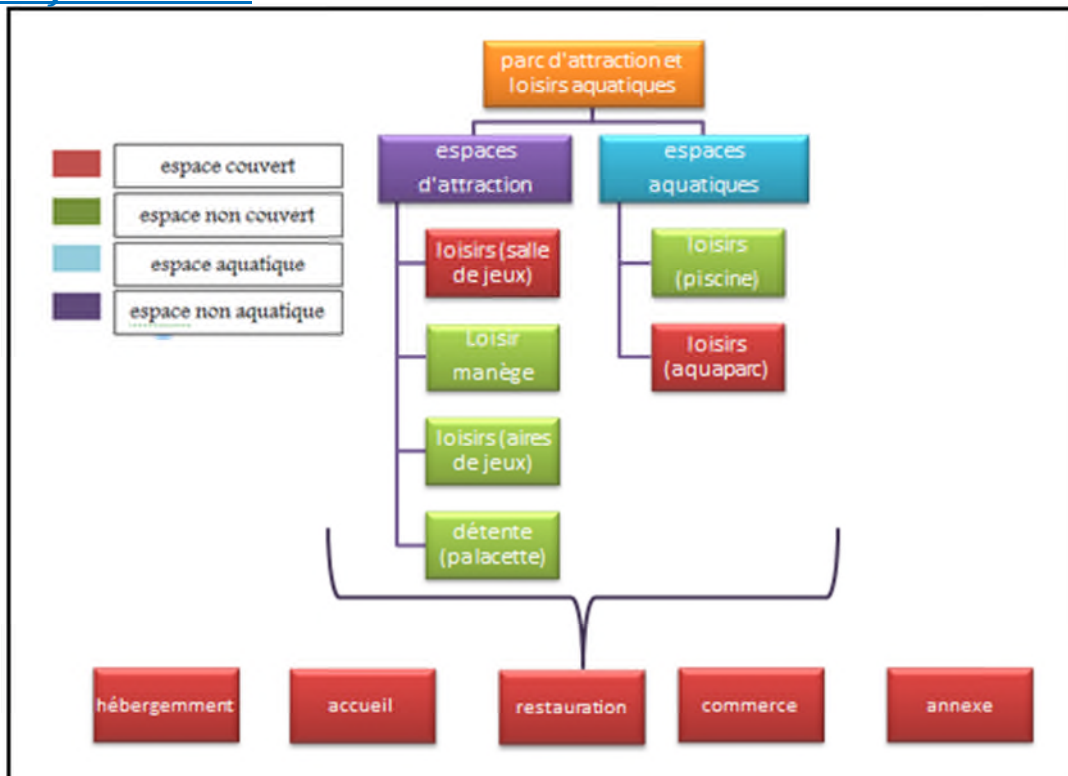 parc d'attraction et
loisirs aquatiques
espaces
d'attraction
espaces
aquatiques
espace couvert
espace non couvert
espace aquatique
espace non aquatique
loisirs (salle
de jeux)
Loisir
manège
loisirs (aires
de jeux)
détente
(palacette)
loisirs
(piscine)
loisirs
(aquaparc)
hébergemment
accueil
restauration
commerce
annexe